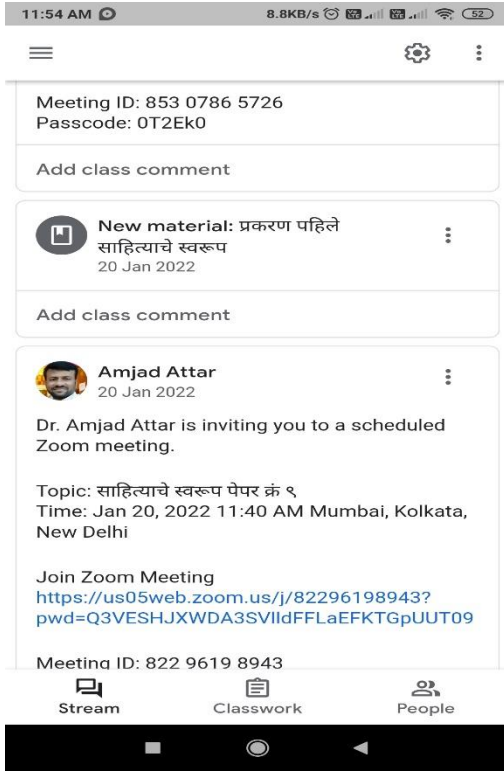 11:54 AM 8.8KB/s 52
Meeting ID: 853 0786 5726
Passcode: 0T2Ek0
Add class comment
New material: प्रकरण पहिले
साहित्याचे स्वरूप
20 Jan 2022
Add class comment
Amjad Attar
20 Jan 2022
Dr. Amjad Attar is inviting you to a scheduled
Zoom meeting.
Topic: साहित्याचे स्वरूप पेपर क्रं ९
Time: Jan 20, 2022 11:40 AM Mumbai, Kolkata,
New Delhi
Join Zoom Meeting
https://us05web.zoom.us/j/82296198943?
pwd=Q3VESHJXWDA3SVlIdFFLaEFKTGpUUT09
Meeting ID: 822 9619 8943
Stream Classwork People